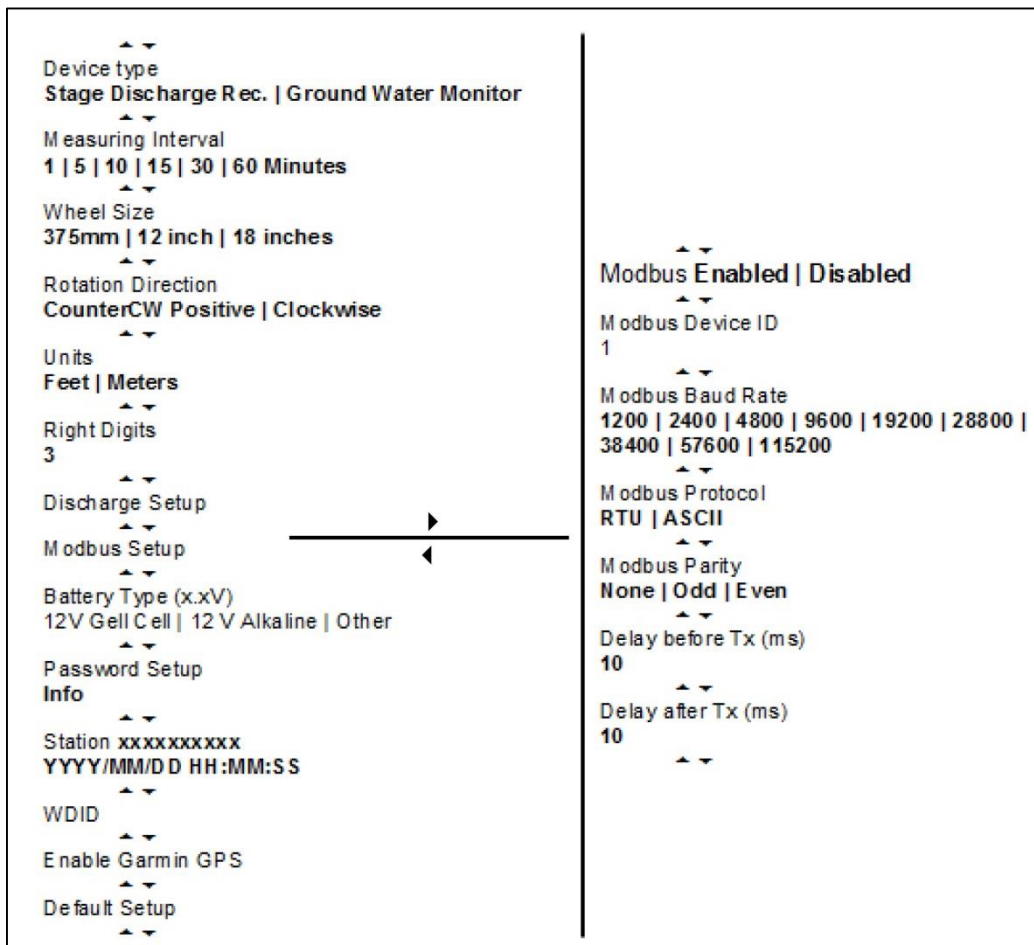 Device type
Stage Discharge Rec. | Ground Water Monitor
Measuring Interval
1 | 5 | 10 | 15 | 30 | 60 Minutes
Wheel Size
375mm | 12 inch | 18 inches
Rotation Direction
CounterCW Positive | Clockwise
Units
Feet | Meters
Right Digits
3
Discharge Setup
Modbus Setup
Battery Type (x.xV)
12V Gell Cell | 12 V Alkaline | Other
Password Setup
Info
Station xxxxxxxxxx
YYYY/MM/DD HH:MM:SS
WDID
Enable Garmin GPS
Default Setup
Modbus Enabled | Disabled
Modbus Device ID
1
Modbus Baud Rate
1200 | 2400 | 4800 | 9600 | 19200 | 28800 |
38400 | 57600 | 115200
Modbus Protocol
RTU | ASCII
Modbus Parity
None | Odd | Even
Delay before Tx (ms)
10
Delay after Tx (ms)
10